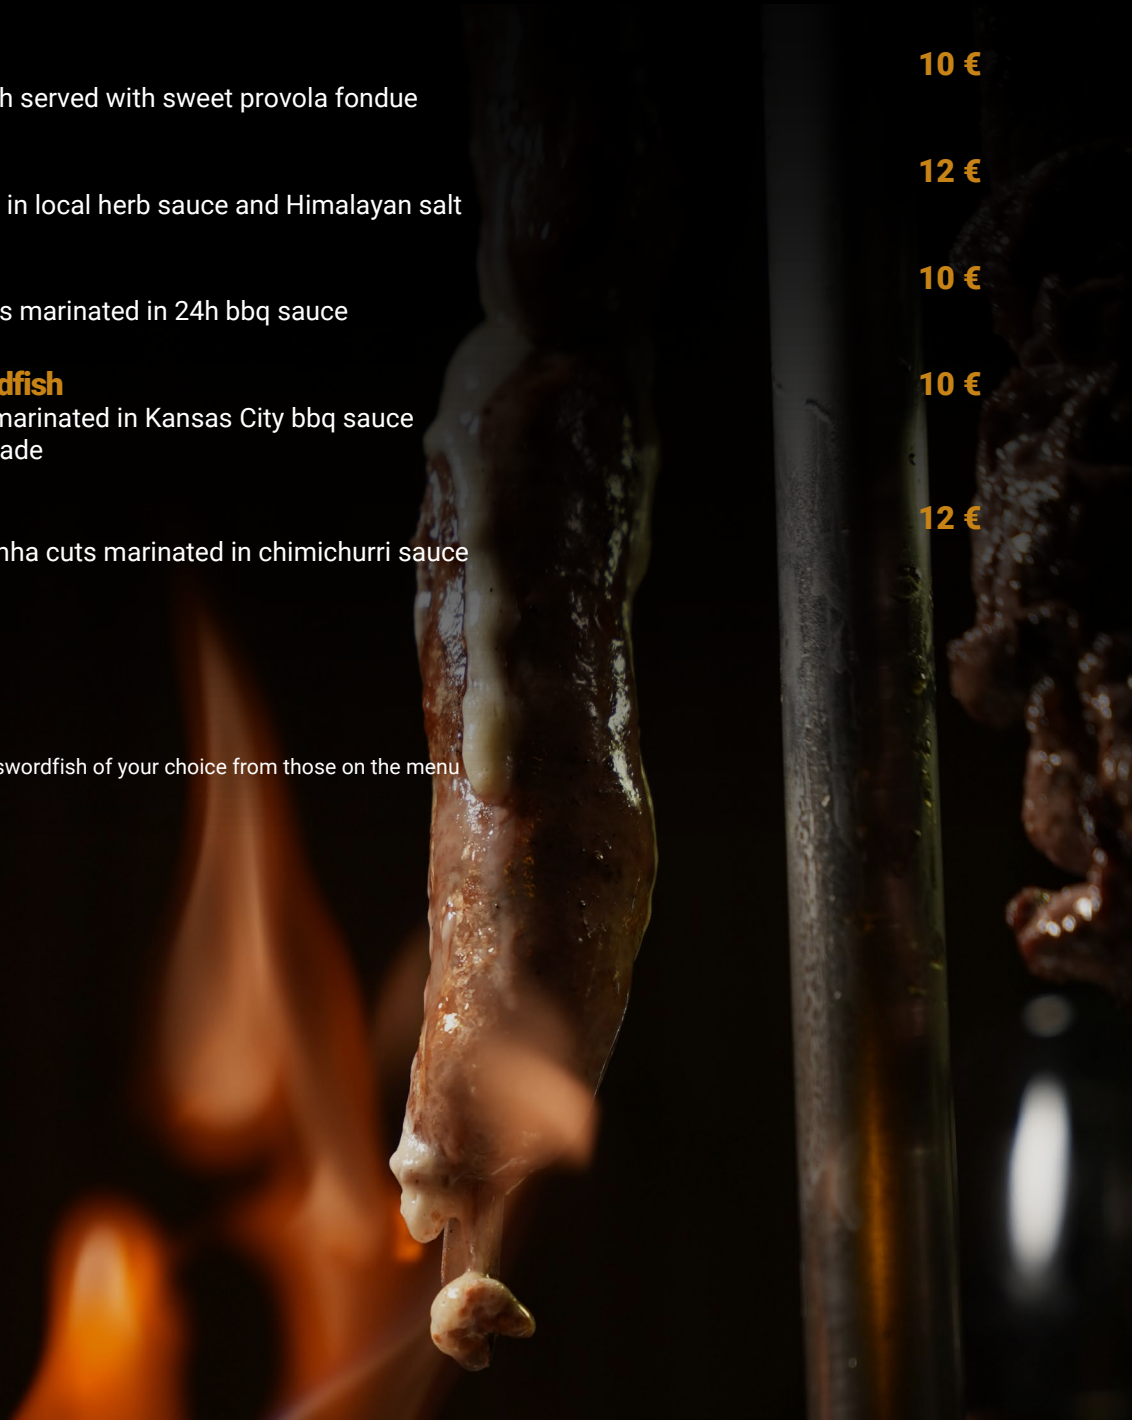 10 €
h served with sweet provola fondue
12 €
in local herb sauce and Himalayan salt
10 €
s marinated in 24h bbq sauce
dfish 10 €
marinated in Kansas City bbq sauce
ade
12 €
nha cuts marinated in chimichurri sauce
swordfish of your choice from those on the menu